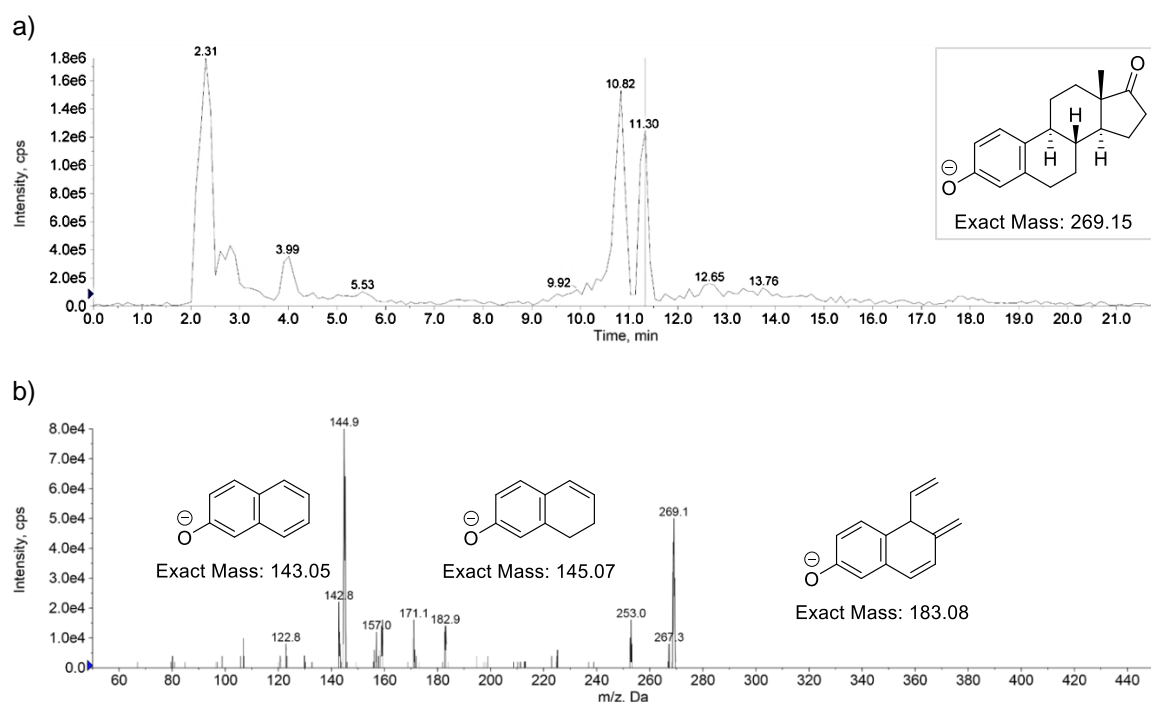 a)
Intensity, cps
1.8e6
1.6e6
1.4e6
1.2e6
1.0e6
8.0e5
6.0e5
4.0e5
2.0e5
0.0
2.31
3.99
5.53
9.92
10.82
11.30
12.65
13.76
0.0 1.0 2.0 3.0 4.0 5.0 6.0 7.0 8.0 9.0 10.0 11.0 12.0 13.0 14.0 15.0 16.0 17.0 18.0 19.0 20.0 21.0
Time, min
O
H
H
H
O
Exact Mass: 269.15
b)
Intensity, cps
8.0e4
7.0e4
6.0e4
5.0e4
4.0e4
3.0e4
2.0e4
1.0e4
0.0
144.9
269.1
O
Exact Mass: 143.05
O
Exact Mass: 145.07
O
Exact Mass: 183.08
122.8
142.8
157.0
171.1
182.9
253.0
267.3
60 80 100 120 140 160 180 200 220 240 260 280 300 320 340 360 380 400 420 440
m/z, Da